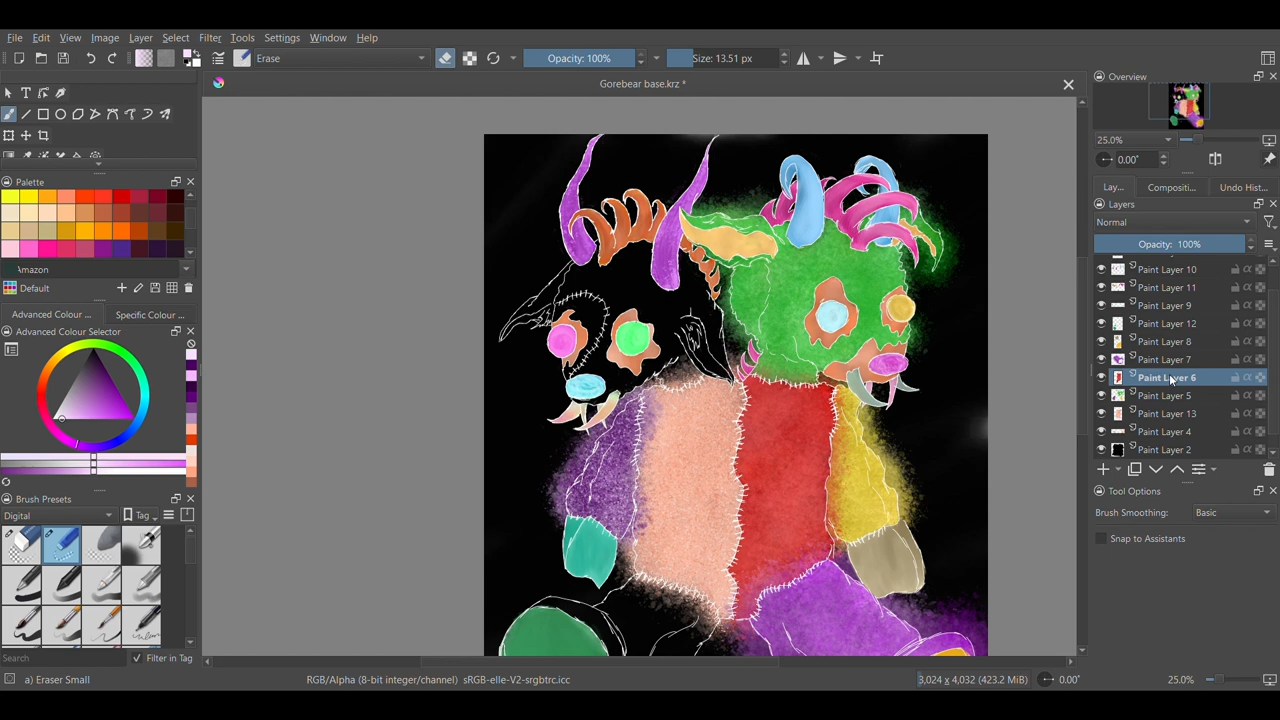 File Edit View Image Layer Select Filter Tools Settings Window Help
Erase Opacity: 100% Size: 13.51 px
Gorebear base.krz *
Overview
25.0%
0.00°
Lay... Compositi... Undo Hist...
Layers
Normal
Opacity: 100%
Paint Layer 10
Paint Layer 11
Paint Layer 9
Paint Layer 12
Paint Layer 8
Paint Layer 7
Paint Layer 6
Paint Layer 5
Paint Layer 13
Paint Layer 4
Paint Layer 2
Tool Options
Brush Smoothing: Basic
Snap to Assistants
Palette
Amazon
Default
Advanced Colour ... Specific Colour ...
Advanced Colour Selector
Brush Presets
Digital Tag
Search Filter in Tag
a) Eraser Small RGB/Alpha (8-bit integer/channel) sRGB-elle-V2-srgbtrc.icc 3,024 x 4,032 (423.2 MiB) 0.00° 25.0%